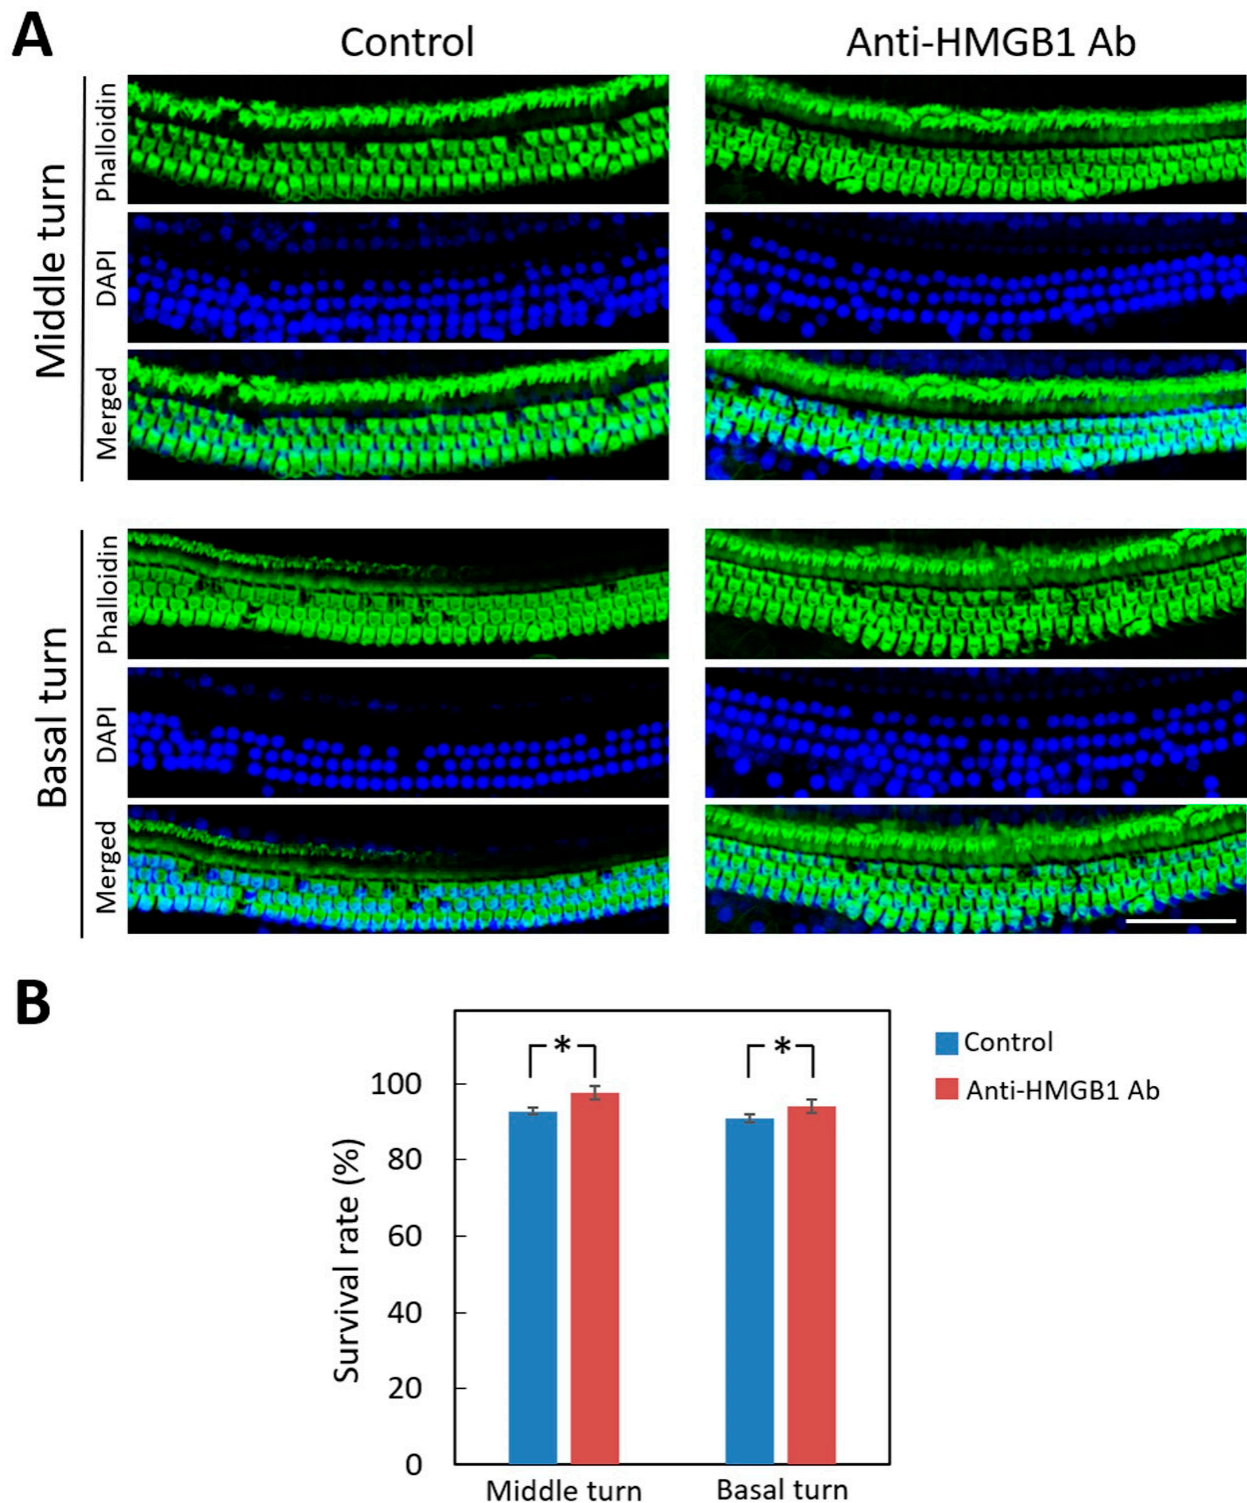 A
Control
Anti-HMGB1 Ab
Middle turn
Phalloidin
DAPI
Merged
Basal turn
Phalloidin
DAPI
Merged
B
Survival rate (%)
100
80
60
40
20
0
*
*
Middle turn
Basal turn
Control
Anti-HMGB1 Ab